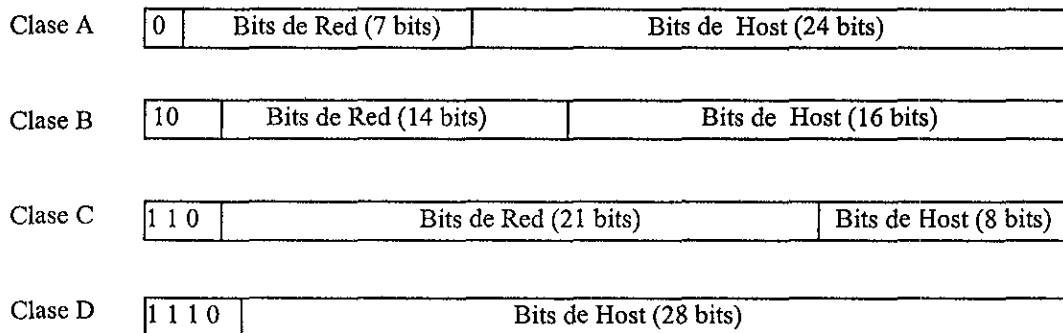 Clase A 0 Bits de Red (7 bits) Bits de Host (24 bits)
Clase B 10 Bits de Red (14 bits) Bits de Host (16 bits)
Clase C 1 1 0 Bits de Red (21 bits) Bits de Host (8 bits)
Clase D 1 1 1 0 Bits de Host (28 bits)